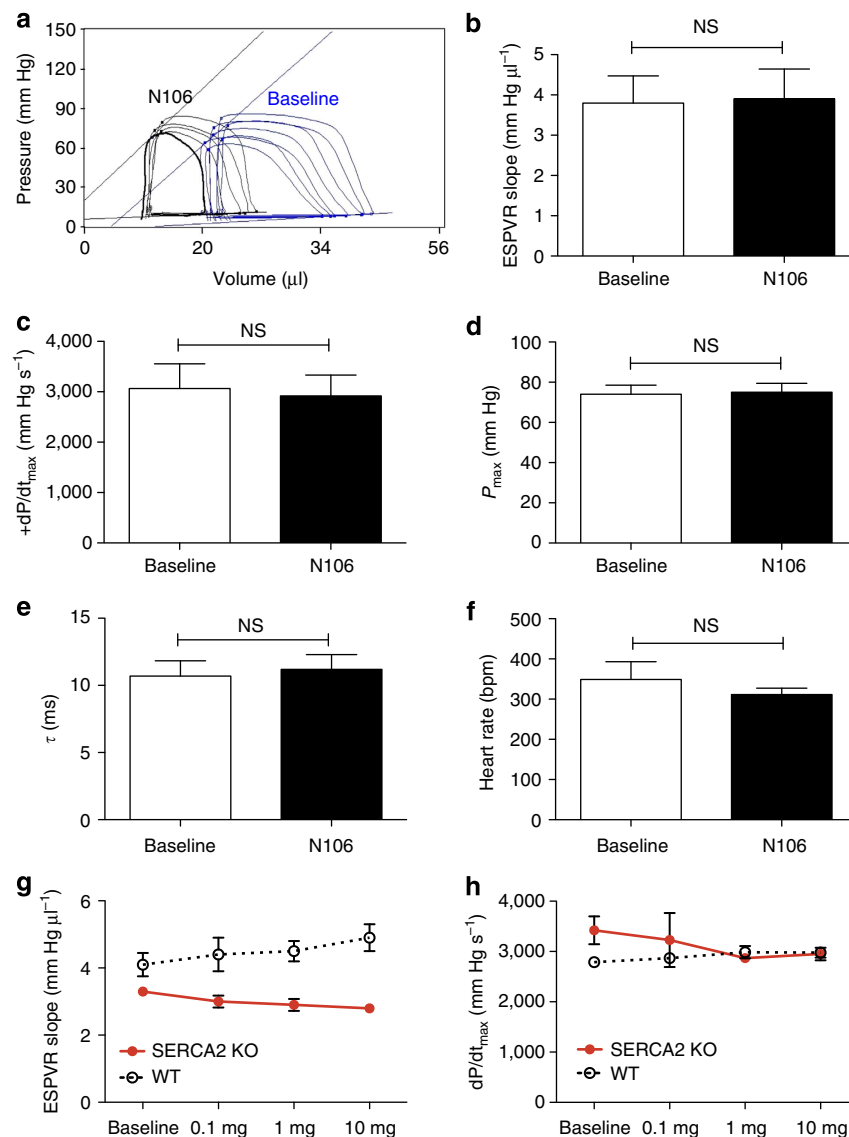 a
150
120
90
60
30
0
Pressure (mm Hg)
N106
Baseline
0
20
34
56
Volume (μl)
b
NS
5
4
3
2
1
0
ESPVR slope (mm Hg μl⁻¹)
Baseline
N106
c
NS
4,000
3,000
2,000
1,000
0
+dP/dtmax (mm Hg s⁻¹)
Baseline
N106
d
NS
100
80
60
40
20
0
Pmax (mm Hg)
Baseline
N106
e
NS
15
10
5
0
τ (ms)
Baseline
N106
f
NS
500
400
300
200
100
0
Heart rate (bpm)
Baseline
N106
g
6
4
2
0
ESPVR slope (mm Hg μl⁻¹)
SERCA2 KO
WT
Baseline
0.1 mg
1 mg
10 mg
h
4,000
3,000
2,000
1,000
0
dP/dtmax (mm Hg s⁻¹)
SERCA2 KO
WT
Baseline
0.1 mg
1 mg
10 mg